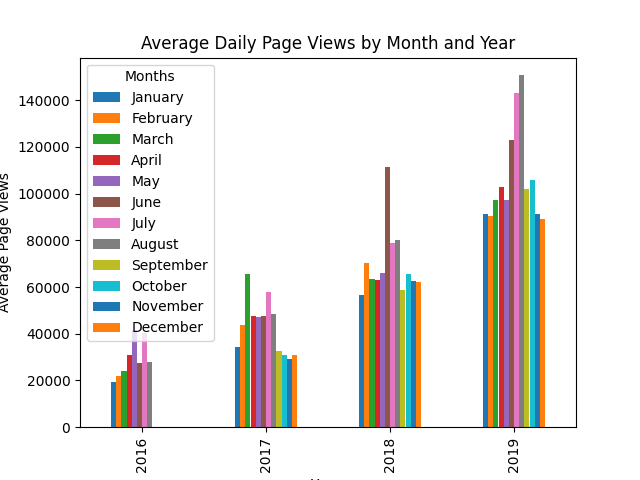 Average Daily Page Views by Month and Year
Average Page Views
140000
120000
100000
80000
60000
40000
20000
0
Months
January
February
March
April
May
June
July
August
September
October
November
December
2016
2017
2018
2019